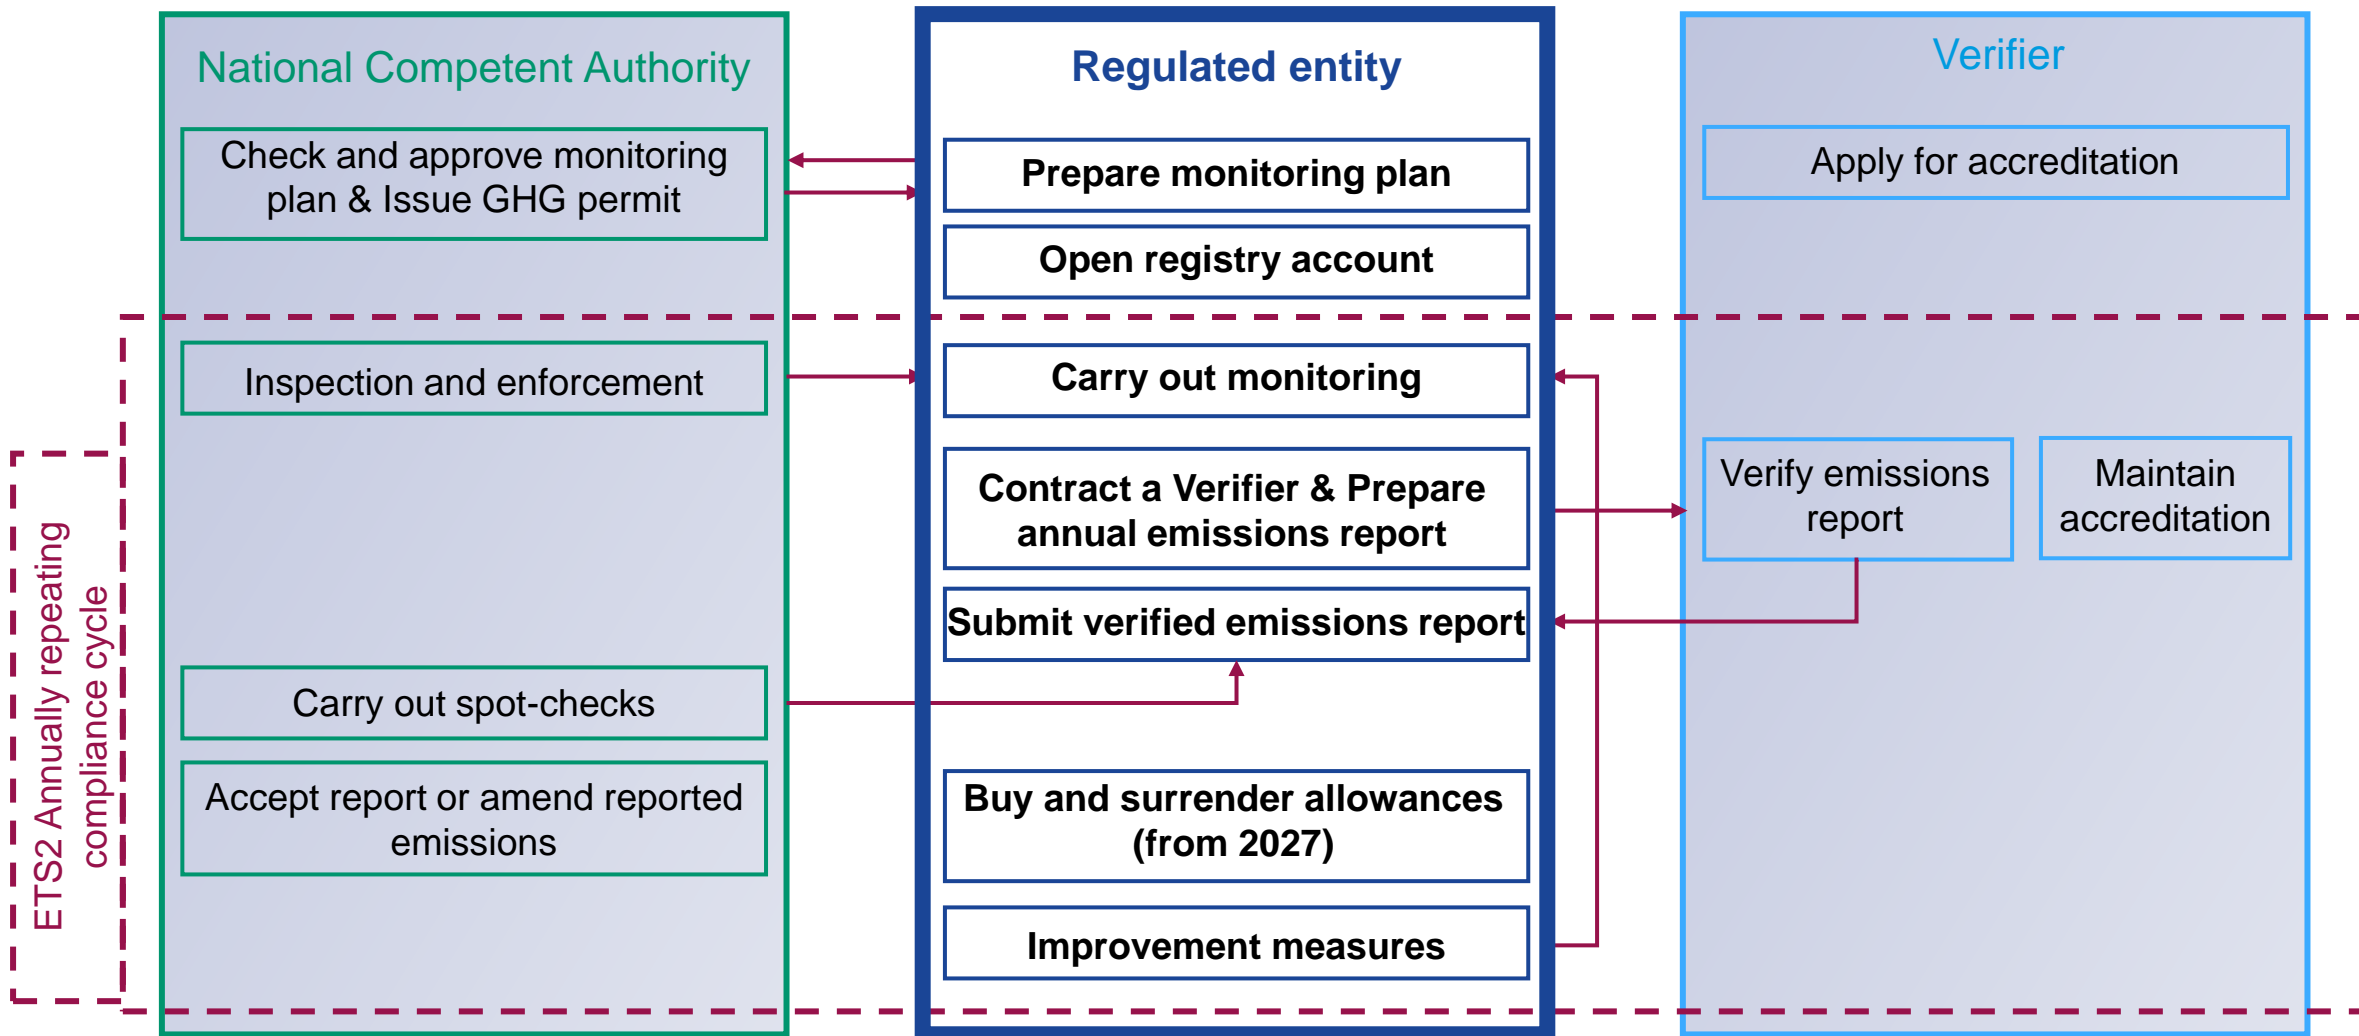 National Competent Authority
Check and approve monitoring
plan & Issue GHG permit
Inspection and enforcement
Carry out spot-checks
Accept report or amend reported
emissions
Regulated entity
Prepare monitoring plan
Open registry account
Carry out monitoring
Contract a Verifier & Prepare
annual emissions report
Submit verified emissions report
Buy and surrender allowances
(from 2027)
Improvement measures
Verifier
Apply for accreditation
Verify emissions
report
Maintain
accreditation
ETS2 Annually repeating
compliance cycle